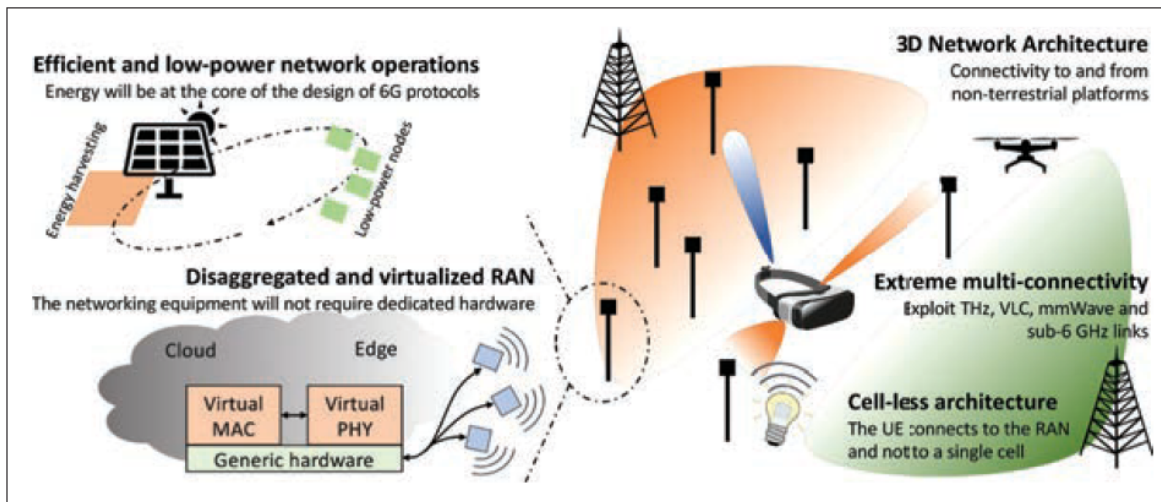 Efficient and low-power network operations
Energy will be at the core of the design of 6G protocols
Energy harvesting
Low-power nodes
Disaggregated and virtualized RAN
The networking equipment will not require dedicated hardware
Cloud
Edge
Virtual
MAC
Virtual
PHY
Generic hardware
3D Network Architecture
Connectivity to and from
non-terrestrial platforms
Extreme multi-connectivity
Exploit THz, VLC, mmWave and
sub-6 GHz links
Cell-less architecture
The UE connects to the RAN
and not to a single cell